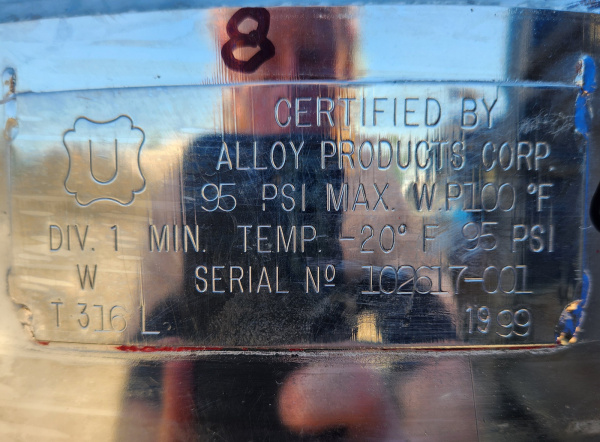 8
CERTIFIED BY
U
ALLOY PRODUCTS CORP.
95 PSI MAX. W.P. 100 °F
DIV. 1 MIN. TEMP. -20° F 95 PSI
W SERIAL Nº 102617-001
T 316 L 1999